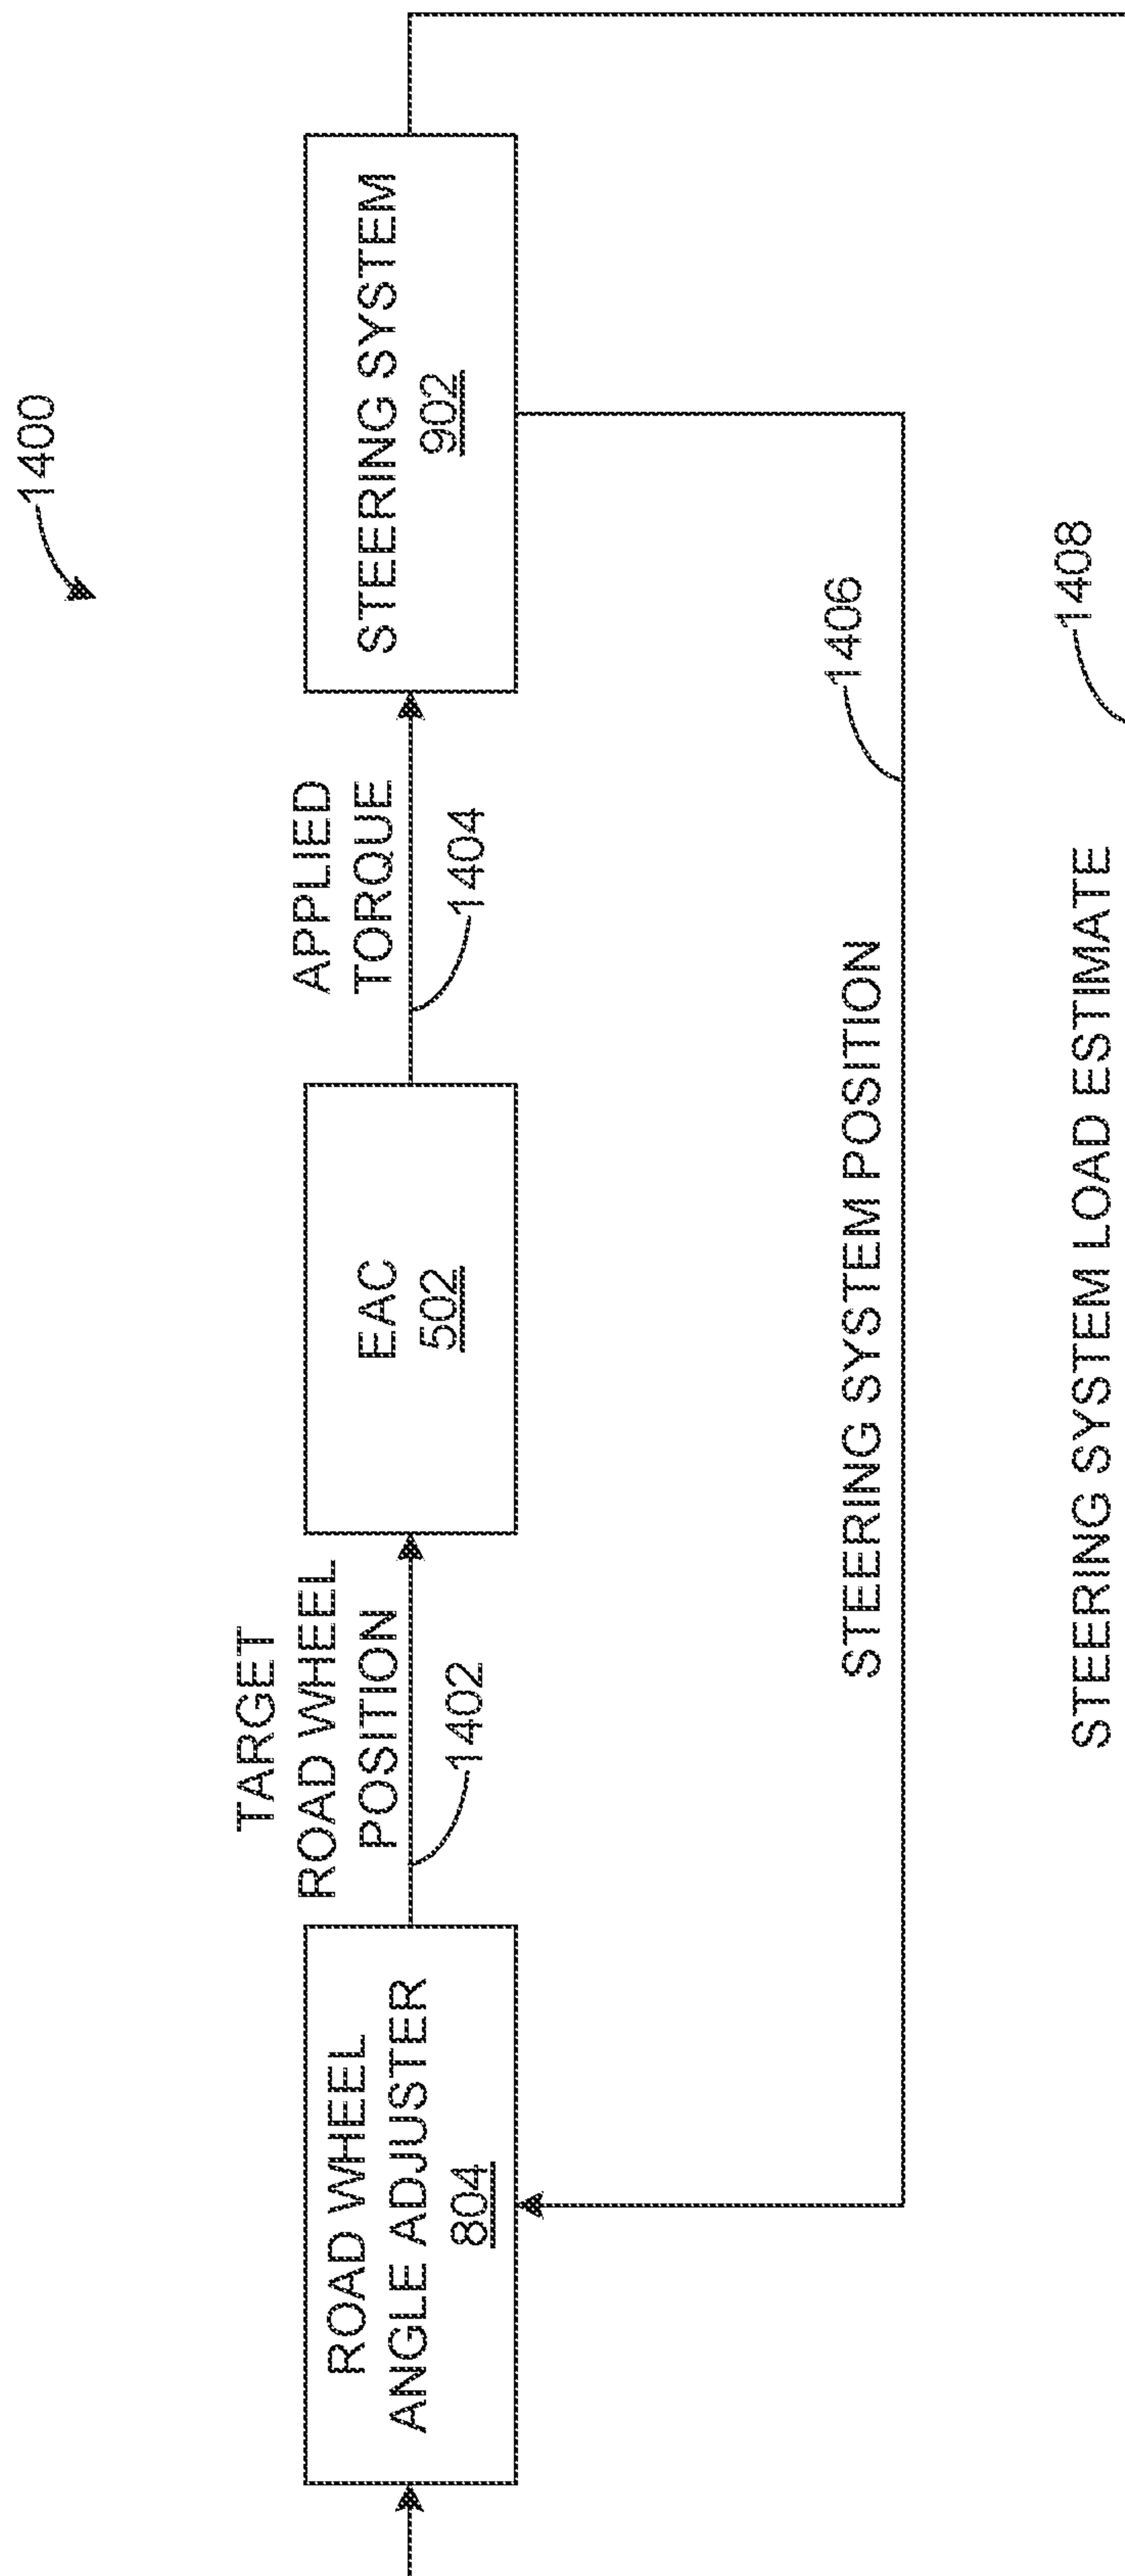 1400
ROAD WHEEL
ANGLE ADJUSTER
804
TARGET
ROAD WHEEL
POSITION
1402
EAC
502
APPLIED
TORQUE
1404
STEERING SYSTEM
902
STEERING SYSTEM POSITION
1406
STEERING SYSTEM LOAD ESTIMATE
1408